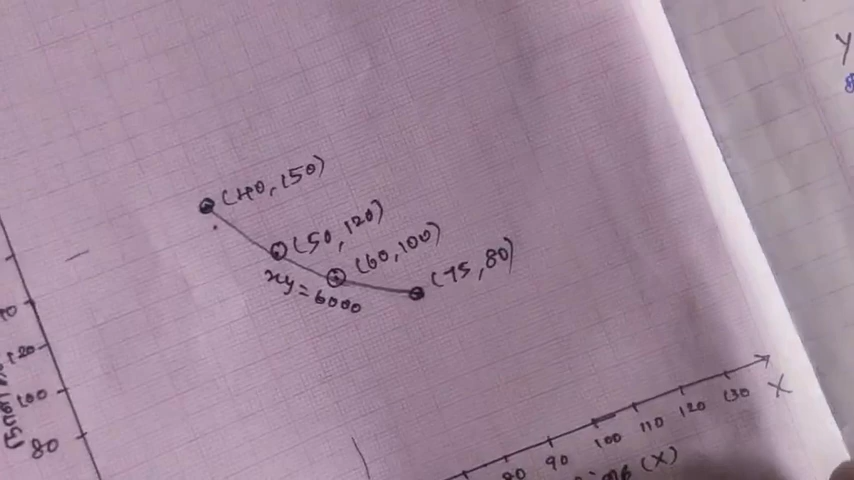 (40,150)
(50,120)
(60,100)
(75,80)
xy=6000
120
100
80
80 90 100 110 120 130
X
(X)
Y